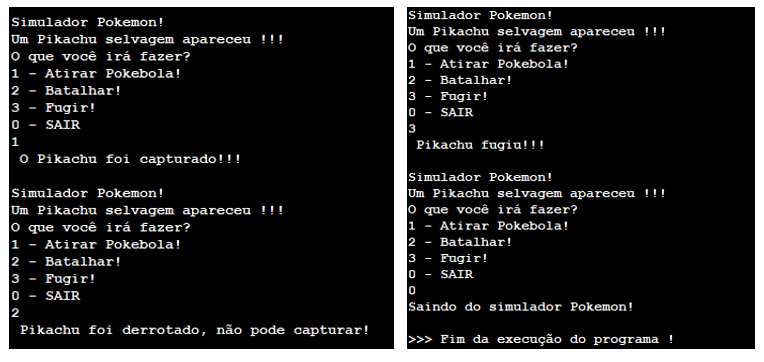 Simulador Pokemon!
Um Pikachu selvagem apareceu !!!
O que você irá fazer?
1 - Atirar Pokebola!
2 - Batalhar!
3 - Fugir!
0 - SAIR
1
O Pikachu foi capturado!!!
Simulador Pokemon!
Um Pikachu selvagem apareceu !!!
O que você irá fazer?
1 - Atirar Pokebola!
2 - Batalhar!
3 - Fugir!
0 - SAIR
2
Pikachu foi derrotado, não pode capturar!
Simulador Pokemon!
Um Pikachu selvagem apareceu !!!
O que você irá fazer?
1 - Atirar Pokebola!
2 - Batalhar!
3 - Fugir!
0 - SAIR
3
Pikachu fugiu!!!
Simulador Pokemon!
Um Pikachu selvagem apareceu !!!
O que você irá fazer?
1 - Atirar Pokebola!
2 - Batalhar!
3 - Fugir!
0 - SAIR
0
Saindo do simulador Pokemon!
>>> Fim da execução do programa !